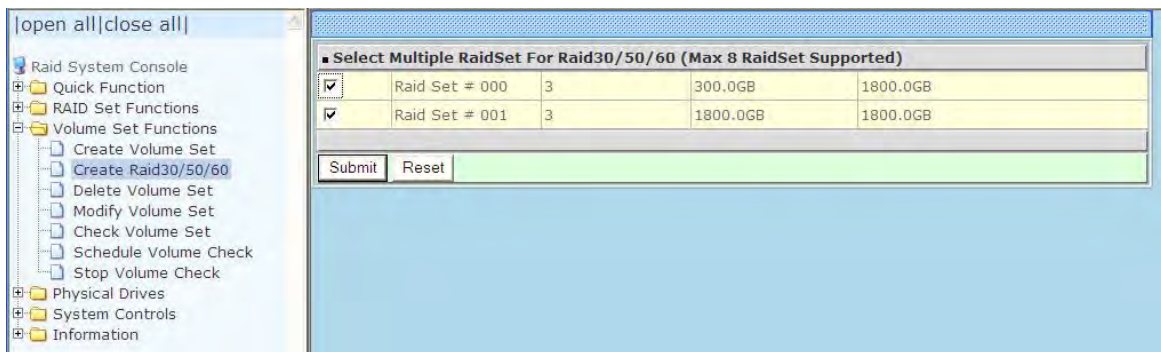 |open all|close all|
Raid System Console
Quick Function
RAID Set Functions
Volume Set Functions
Create Volume Set
Create Raid30/50/60
Delete Volume Set
Modify Volume Set
Check Volume Set
Schedule Volume Check
Stop Volume Check
Physical Drives
System Controls
Information
Select Multiple RaidSet For Raid30/50/60 (Max 8 RaidSet Supported)
Raid Set # 000 3 300.0GB 1800.0GB
Raid Set # 001 3 1800.0GB 1800.0GB
Submit Reset